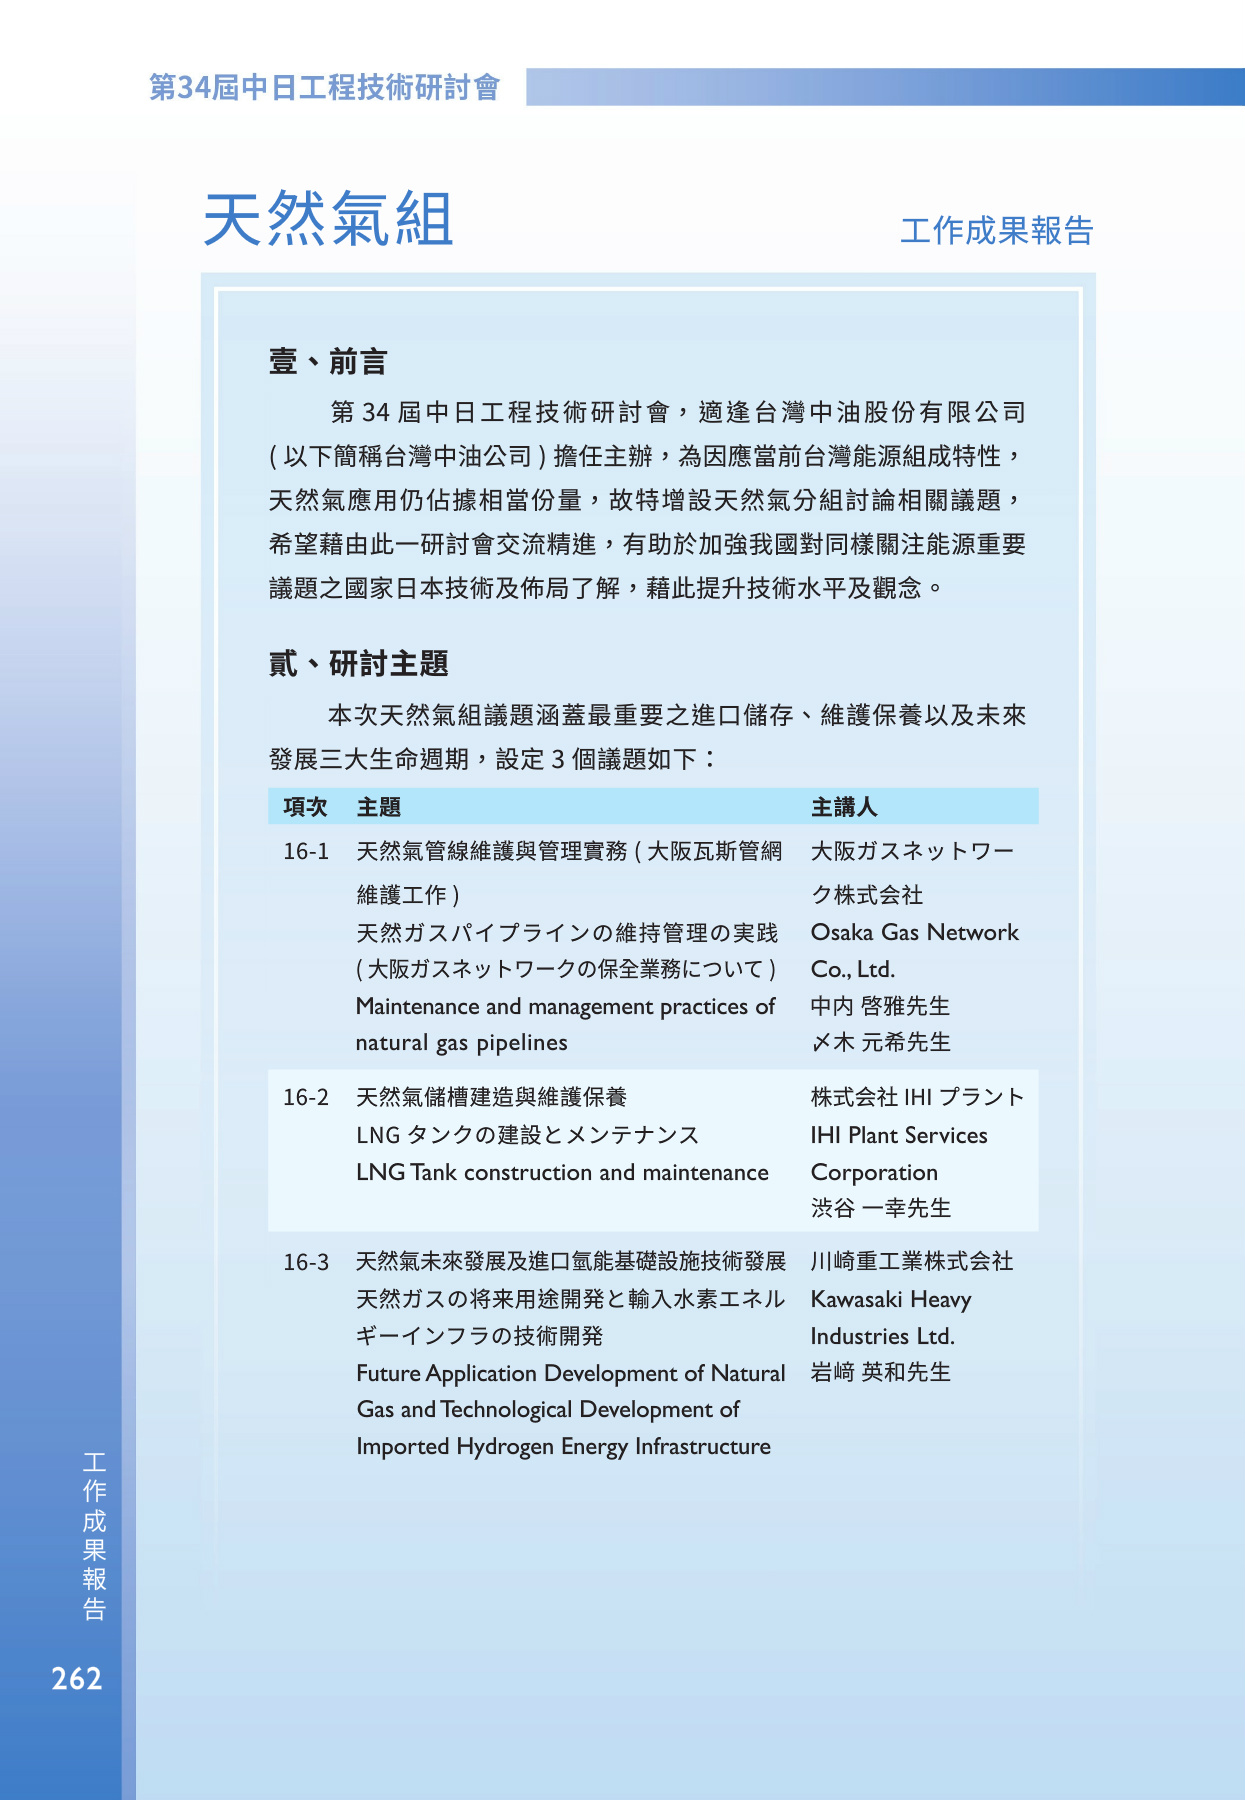 第34屆中日工程技術研討會
天然氣組
工作成果報告
壹、前言
第 34 屆中日工程技術研討會，適逢台灣中油股份有限公司
( 以下簡稱台灣中油公司 ) 擔任主辦，為因應當前台灣能源組成特性，
天然氣應用仍佔據相當份量，故特增設天然氣分組討論相關議題，
希望藉由此一研討會交流精進，有助於加強我國對同樣關注能源重要
議題之國家日本技術及佈局了解，藉此提升技術水平及觀念。
貳、研討主題
本次天然氣組議題涵蓋最重要之進口儲存、維護保養以及未來
發展三大生命週期，設定 3 個議題如下：
項次 主題 主講人
16-1 天然氣管線維護與管理實務 ( 大阪瓦斯管網 大阪ガスネットワー
維護工作 ) ク株式会社
天然ガスパイプラインの維持管理の実践 Osaka Gas Network
( 大阪ガスネットワークの保全業務について ) Co., Ltd.
Maintenance and management practices of 中内 啓雅先生
natural gas pipelines 〆木 元希先生
16-2 天然氣儲槽建造與維護保養 株式会社 IHI プラント
LNG タンクの建設とメンテナンス IHI Plant Services
LNG Tank construction and maintenance Corporation
渋谷 一幸先生
16-3 天然氣未來發展及進口氫能基礎設施技術發展 川崎重工業株式会社
天然ガスの将来用途開発と輸入水素エネル Kawasaki Heavy
ギーインフラの技術開発 Industries Ltd.
Future Application Development of Natural 岩﨑 英和先生
Gas and Technological Development of
Imported Hydrogen Energy Infrastructure
工作成果報告
262